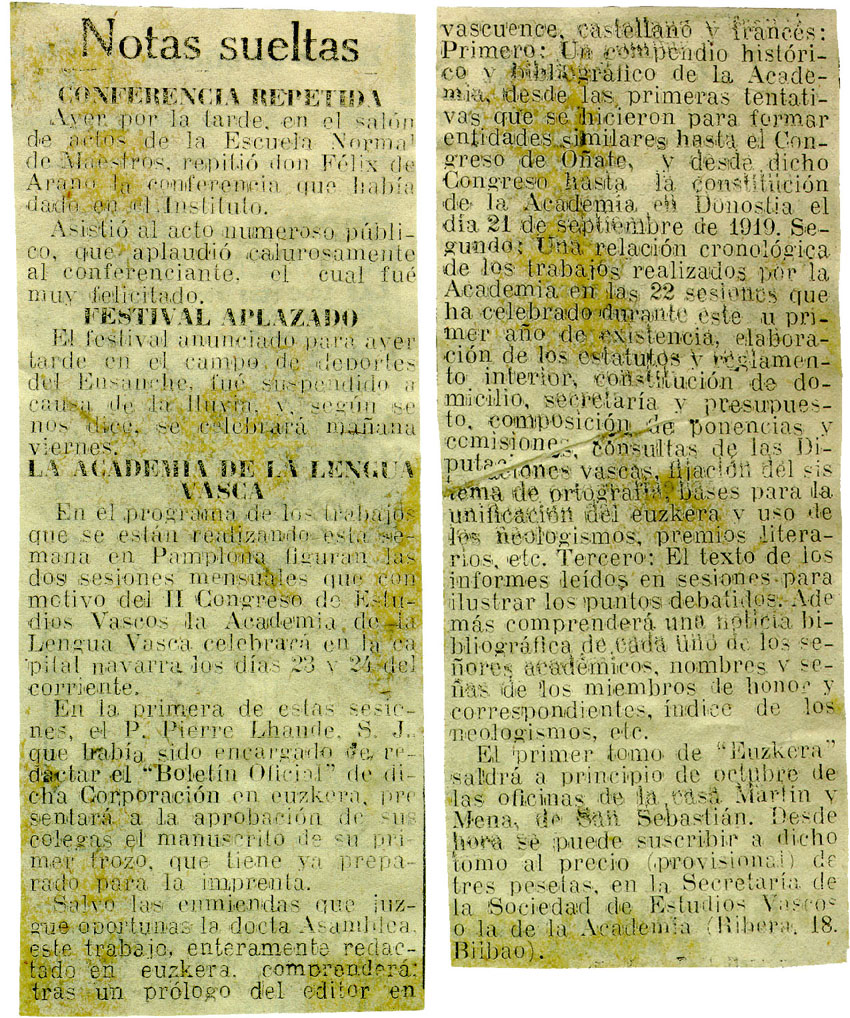 Notas sueltas
CONFERENCIA REPETIDA
Ayer por la tarde, en el salón
de actos de la Escuela Normal
de Maestros, repitió don Félix de
Arano la conferencia que había
dado en el Instituto.
Asistió al acto numeroso públi-
co, que aplaudió calurosamente
al conferenciante, el cual fué
muy felicitado.
FESTIVAL APLAZADO
El festival anunciado para ayer
tarde en el campo de deportes
del Ensanche, fué suspendido a
causa de la lluvia, y, según se
nos dice, se celebrará mañana
viernes.
LA ACADEMIA DE LA LENGUA
VASCA
En el programa de los trabajos
que se están realizando esta se-
mana en Pamplona figuran las
dos sesiones mensuales que con
motivo del II Congreso de Estu-
dios Vascos la Academia de la
Lengua Vasca celebrará en la ca
pital navarra los días 23 y 24 del
corriente.
En la primera de estas sesio-
nes, el P. Pierre Lhande, S. J.,
que había sido encargado de re-
dactar el "Boletín Oficial" de di-
cha Corporación en euzkera, pre
sentará a la aprobación de sus
colegas el manuscrito de su pri-
mer trozo, que tiene ya prepa-
rado para la imprenta.
Salvo las enmiendas que juz-
gue oportunas la docta Asamblea,
este trabajo, enteramente redac-
tado en euzkera, comprenderá:
tras un prólogo del editor en
vascuence, castellano y francés:
Primero: Un compendio históri-
co y bibliográfico de la Acade-
mia, desde las primeras tentati-
vas que se hicieron para formar
entidades similares hasta el Con-
greso de Oñate, y desde dicho
Congreso hasta la constitución
de la Academia en Donostia el
día 21 de septiembre de 1919. Se-
gundo: Una relación cronológica
de los trabajos realizados por la
Academia en las 22 sesiones que
ha celebrado durante este u pri
mer año de existencia, elabora-
ción de los estatutos y reglamen-
to interior, constitución de do-
micilio, secretaría y presupues-
to, composición de ponencias y
comisiones, consultas de las Di-
putaciones vascas, fijación del sis
tema de ortografía, bases para la
unificación del euzkera y uso de
los neologismos, premios litera-
rios, etc. Tercero: El texto de los
informes leídos en sesiones para
ilustrar los puntos debatidos. Ade
más comprenderá una noticia bi-
bliográfica de cada uno de los se-
ñores académicos, nombres y se-
ñas de los miembros de honor y
correspondientes, índice de los
neologismos, etc.
El primer tomo de "Euzkera"
saldrá a principio de octubre de
las oficinas de la casa Martín y
Mena, de San Sebastián. Desde
hora se puede suscribir a dicho
tomo al precio (provisional) de
tres pesetas, en la Secretaría de
la Sociedad de Estudios Vascos
o la de la Academia (Ribera, 18,
Bilbao).